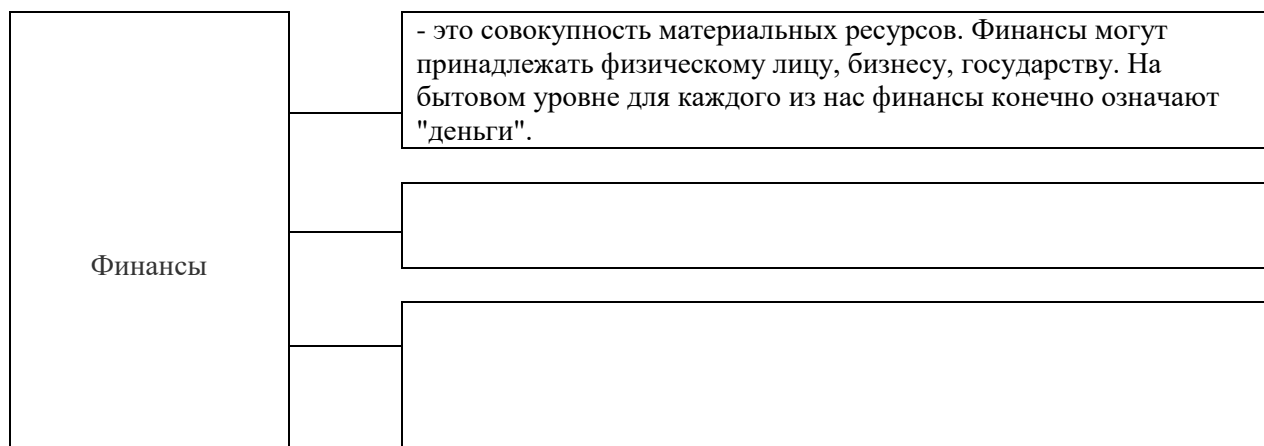 - это совокупность материальных ресурсов. Финансы могут
принадлежать физическому лицу, бизнесу, государству. На
бытовом уровне для каждого из нас финансы конечно означают
"деньги".
Финансы